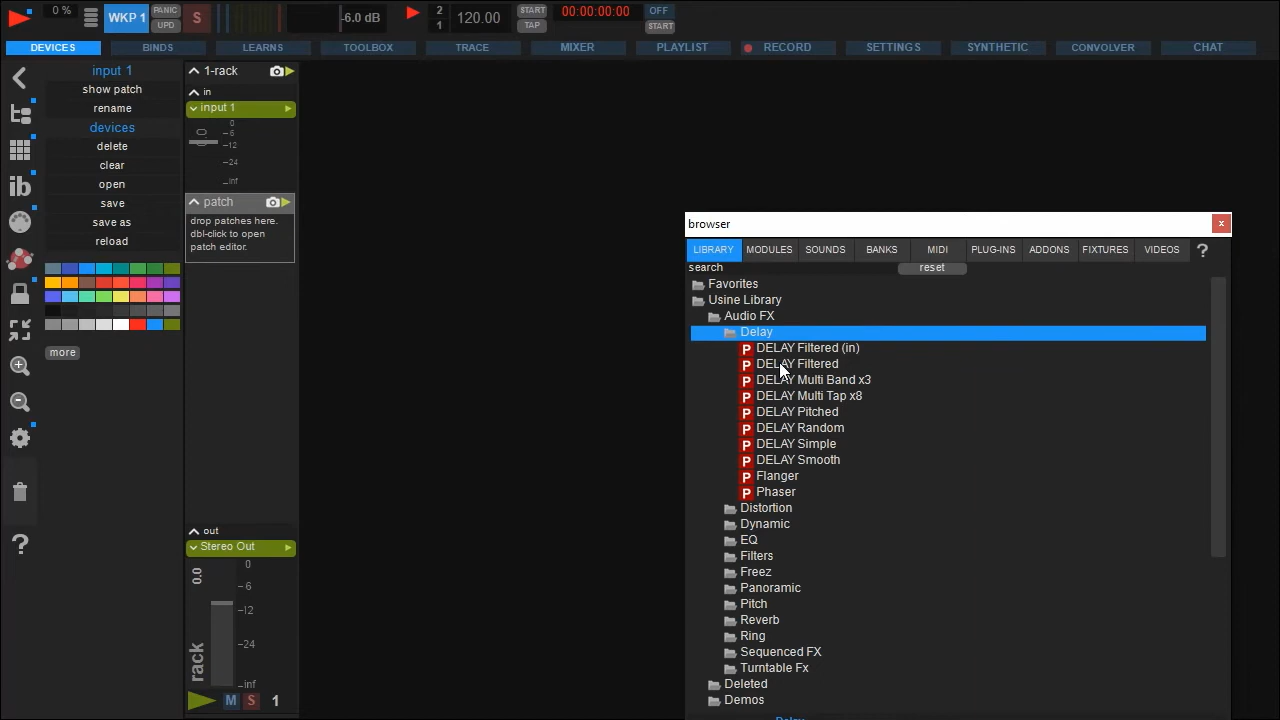 0 %
WKP 1
PANIC
UPD
S
-6.0 dB
2
1
120.00
START
TAP
00:00:00:00
OFF
START
DEVICES
BINDS
LEARNS
TOOLBOX
TRACE
MIXER
PLAYLIST
RECORD
SETTINGS
SYNTHETIC
CONVOLVER
CHAT
input 1
show patch
rename
devices
delete
clear
open
save
save as
reload
more
ib
?
1-rack
in
input 1
0
-6
-12
-24
-inf
patch
drop patches here.
dbl-click to open
patch editor.
out
Stereo Out
0.0
0
-6
-12
-24
-inf
rack
M
S
1
browser
x
LIBRARY
MODULES
SOUNDS
BANKS
MIDI
PLUG-INS
ADDONS
FIXTURES
VIDEOS
?
search
reset
Favorites
Usine Library
Audio FX
Delay
P DELAY Filtered (in)
P DELAY Filtered
P DELAY Multi Band x3
P DELAY Multi Tap x8
P DELAY Pitched
P DELAY Random
P DELAY Simple
P DELAY Smooth
P Flanger
P Phaser
Distortion
Dynamic
EQ
Filters
Freez
Panoramic
Pitch
Reverb
Ring
Sequenced FX
Turntable Fx
Deleted
Demos